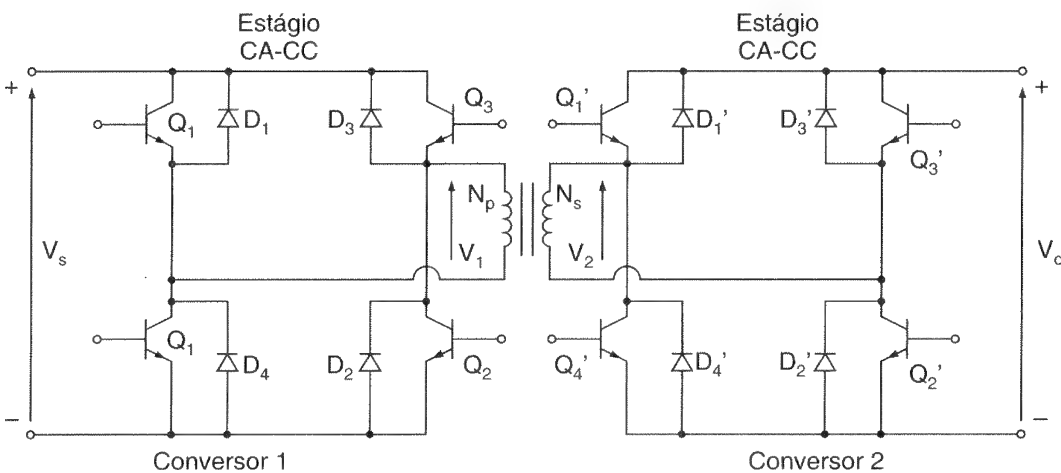 Estágio
CA-CC
Estágio
CA-CC
+
Q1
D1
D3
Q3
Q1'
D1'
D3'
Q3'
+
Vs
Np
V1
Ns
V2
Vo
Q1
D4
D2
Q2
Q4'
D4'
D2'
Q2'
−
−
Conversor 1
Conversor 2